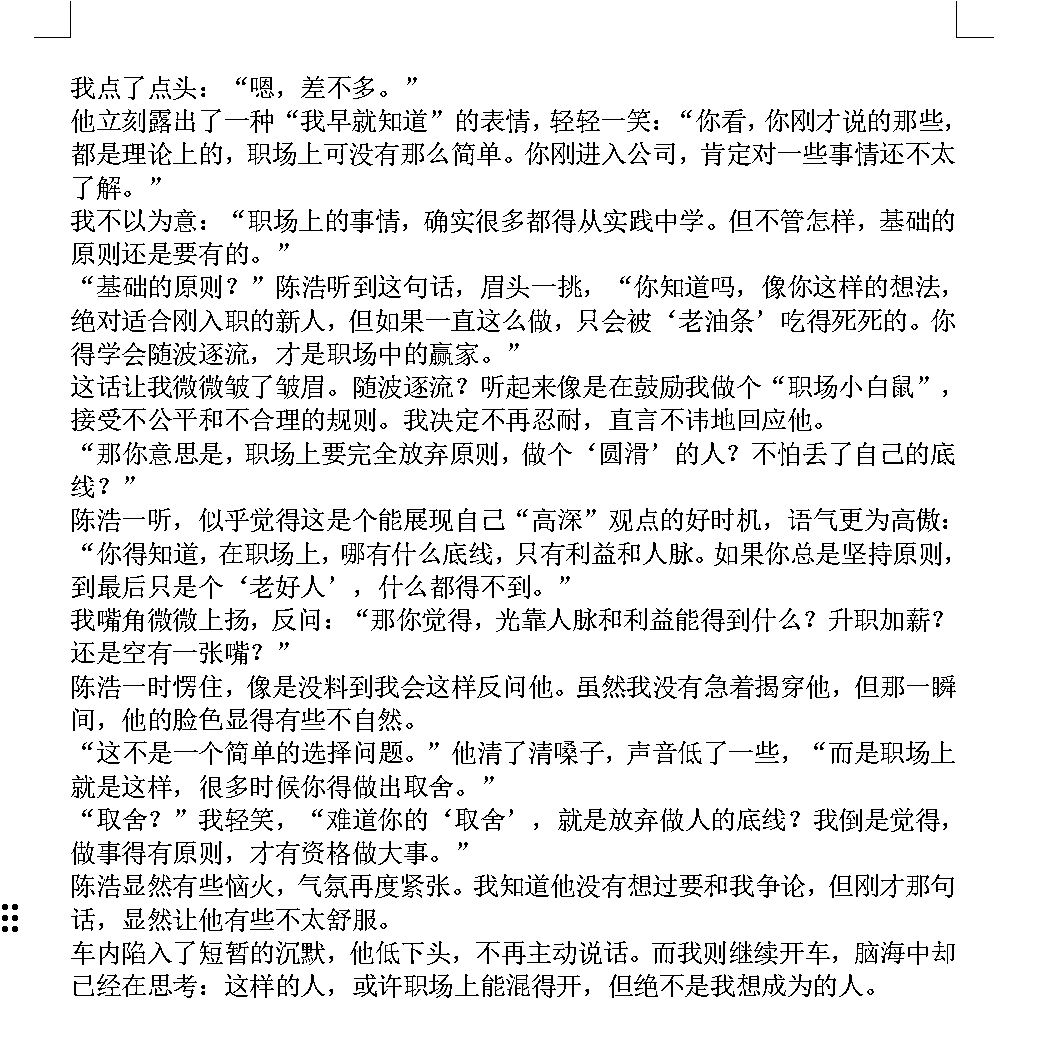 我点了点头：“嗯，差不多。”
他立刻露出了一种“我早就知道”的表情，轻轻一笑：“你看，你刚才说的那些，
都是理论上的，职场上可没有那么简单。你刚进入公司，肯定对一些事情还不太
了解。”
我不以为意：“职场上的事情，确实很多都得从实践中学。但不管怎样，基础的
原则还是要有的。”
“基础的原则？”陈浩听到这句话，眉头一挑，“你知道吗，像你这样的想法，
绝对适合刚入职的新人，但如果一直这么做，只会被‘老油条’吃得死死的。你
得学会随波逐流，才是职场中的赢家。”
这话让我微微皱了皱眉。随波逐流？听起来像是在鼓励我做个“职场小白鼠”，
接受不公平和不合理的规则。我决定不再忍耐，直言不讳地回应他。
“那你意思是，职场上要完全放弃原则，做个‘圆滑’的人？不怕丢了自己的底
线？”
陈浩一听，似乎觉得这是个能展现自己“高深”观点的好时机，语气更为高傲：
“你得知道，在职场上，哪有什么底线，只有利益和人脉。如果你总是坚持原则，
到最后只是个‘老好人’，什么都得不到。”
我嘴角微微上扬，反问：“那你觉得，光靠人脉和利益能得到什么？升职加薪？
还是空有一张嘴？”
陈浩一时愣住，像是没料到我会这样反问他。虽然我没有急着揭穿他，但那一瞬
间，他的脸色显得有些不自然。
“这不是一个简单的选择问题。”他清了清嗓子，声音低了一些，“而是职场上
就是这样，很多时候你得做出取舍。”
“取舍？”我轻笑，“难道你的‘取舍’，就是放弃做人的底线？我倒是觉得，
做事得有原则，才有资格做大事。”
陈浩显然有些恼火，气氛再度紧张。我知道他没有想过要和我争论，但刚才那句
话，显然让他有些不太舒服。
车内陷入了短暂的沉默，他低下头，不再主动说话。而我则继续开车，脑海中却
已经在思考：这样的人，或许职场上能混得开，但绝不是我想成为的人。